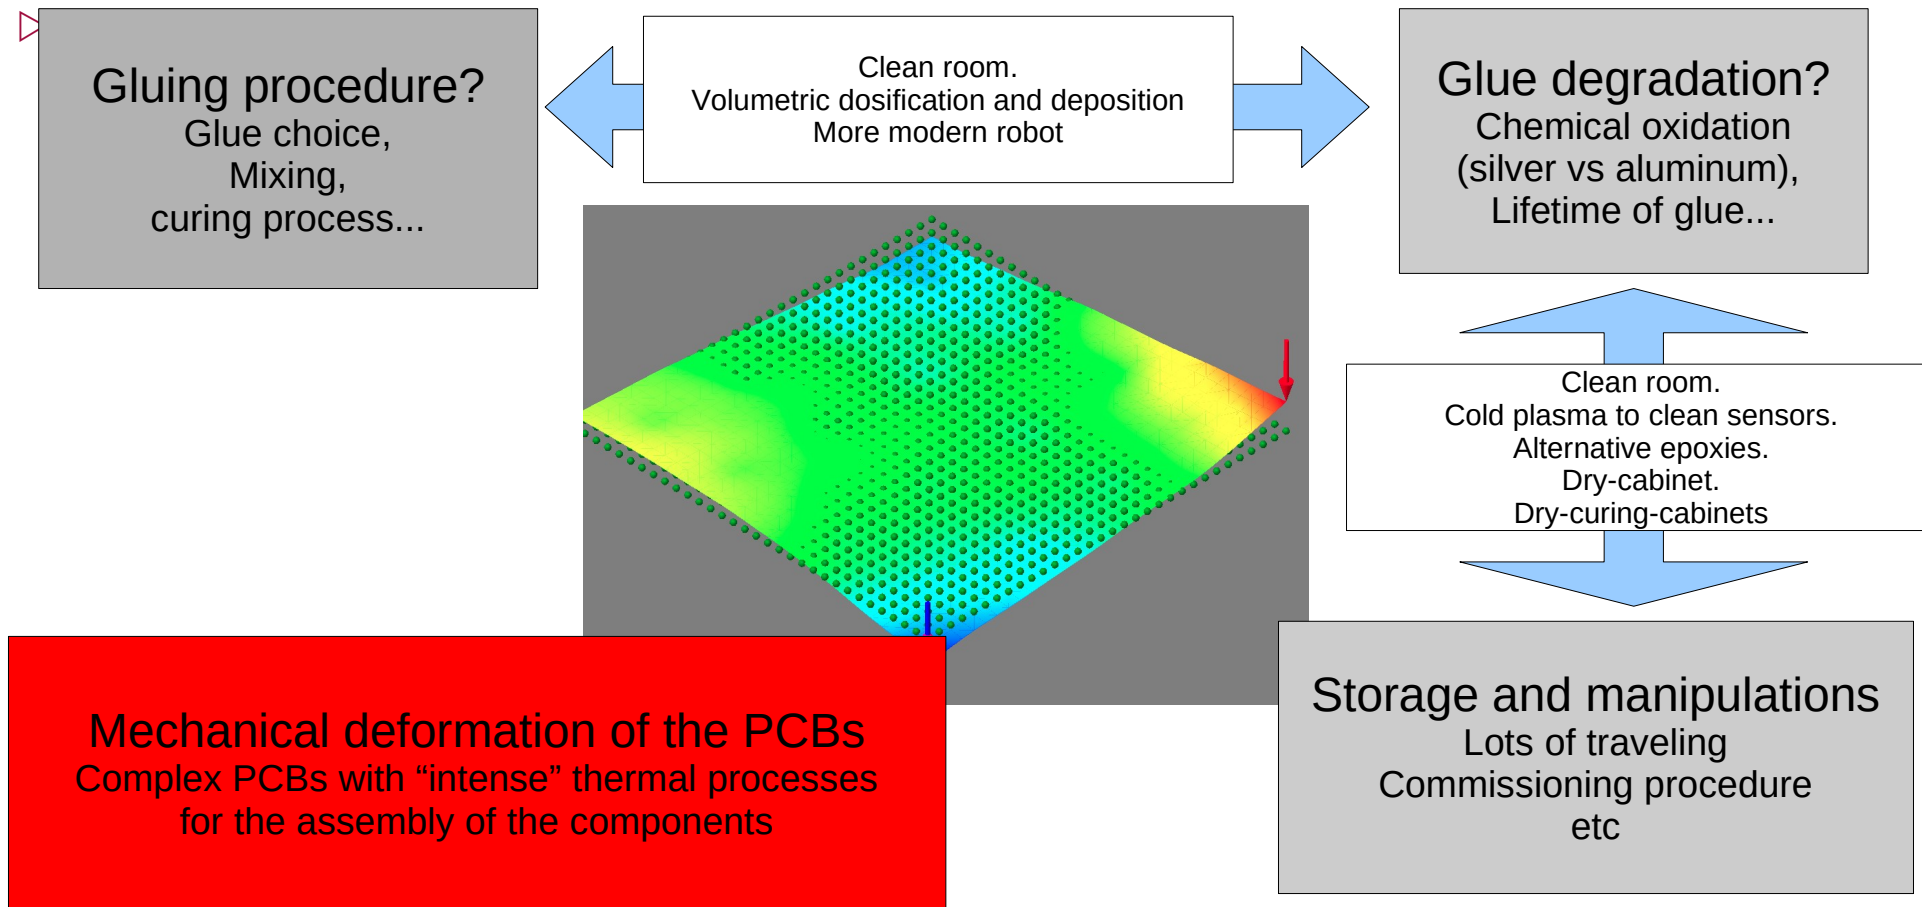 Gluing procedure?
Glue choice,
Mixing,
curing process...
Clean room.
Volumetric dosification and deposition
More modern robot
Glue degradation?
Chemical oxidation
(silver vs aluminum),
Lifetime of glue...
Clean room.
Cold plasma to clean sensors.
Alternative epoxies.
Dry-cabinet.
Dry-curing-cabinets
Mechanical deformation of the PCBs
Complex PCBs with “intense” thermal processes
for the assembly of the components
Storage and manipulations
Lots of traveling
Commissioning procedure
etc